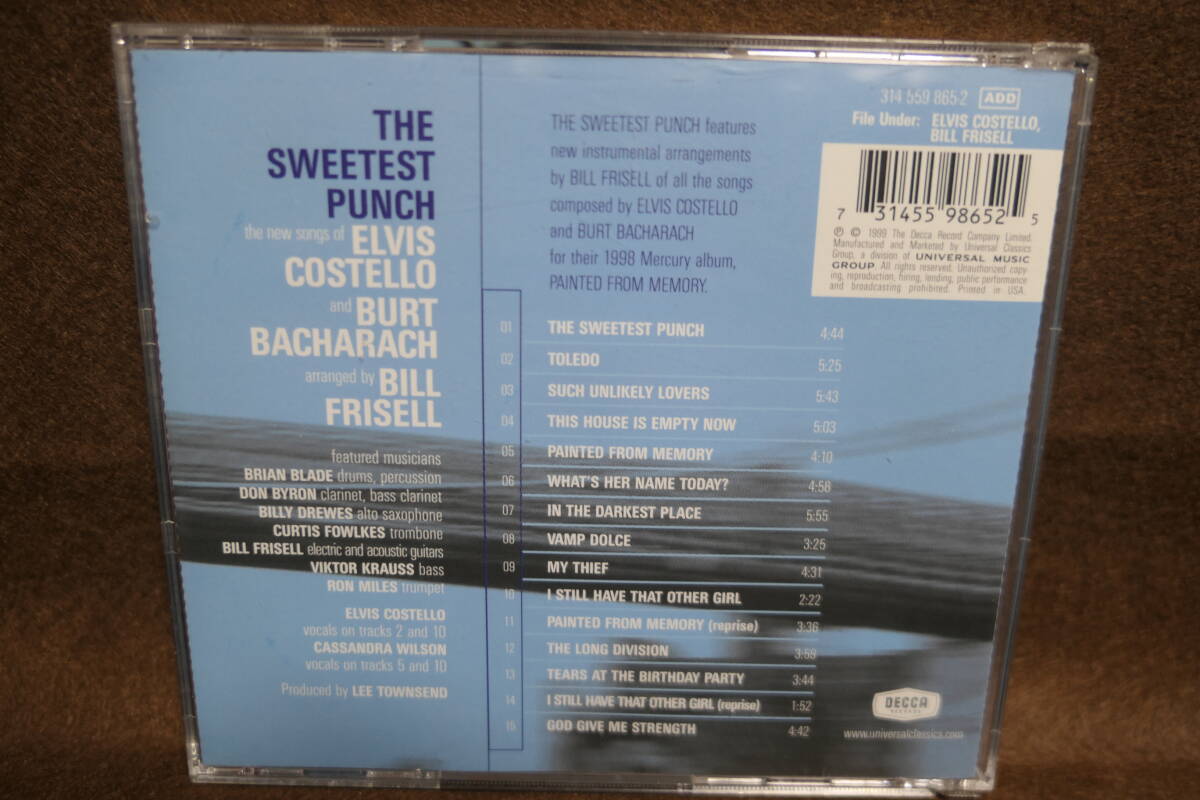 THE
SWEETEST
PUNCH
the new songs of ELVIS
COSTELLO
and BURT
BACHARACH
arranged by BILL
FRISELL
featured musicians
BRIAN BLADE drums, percussion
DON BYRON clarinet, bass clarinet
BILLY DREWES alto saxophone
CURTIS FOWLKES trombone
BILL FRISELL electric and acoustic guitars
VIKTOR KRAUSS bass
RON MILES trumpet
ELVIS COSTELLO
vocals on tracks 2 and 10
CASSANDRA WILSON
vocals on tracks 5 and 10
Produced by LEE TOWNSEND
THE SWEETEST PUNCH features
new instrumental arrangements
by BILL FRISELL of all the songs
composed by ELVIS COSTELLO
and BURT BACHARACH
for their 1998 Mercury album,
PAINTED FROM MEMORY.
01 THE SWEETEST PUNCH 4:44
02 TOLEDO 5:25
03 SUCH UNLIKELY LOVERS 5:43
04 THIS HOUSE IS EMPTY NOW 5:03
05 PAINTED FROM MEMORY 4:10
06 WHAT'S HER NAME TODAY? 4:58
07 IN THE DARKEST PLACE 5:55
08 VAMP DOLCE 3:25
09 MY THIEF 4:31
10 I STILL HAVE THAT OTHER GIRL 2:22
11 PAINTED FROM MEMORY (reprise) 3:36
12 THE LONG DIVISION 3:59
13 TEARS AT THE BIRTHDAY PARTY 3:44
14 I STILL HAVE THAT OTHER GIRL (reprise) 1:52
15 GOD GIVE ME STRENGTH 4:42
314 559 865-2 ADD
File Under: ELVIS COSTELLO,
BILL FRISELL
7 31455 98652 5
℗ © 1999 The Decca Record Company Limited.
Manufactured and Marketed by Universal Classics
Group, a division of UNIVERSAL MUSIC
GROUP. All rights reserved. Unauthorized copy-
ing, reproduction, hiring, lending, public performance
and broadcasting prohibited. Printed in USA.
DECCA
RECORDS
www.universalclassics.com